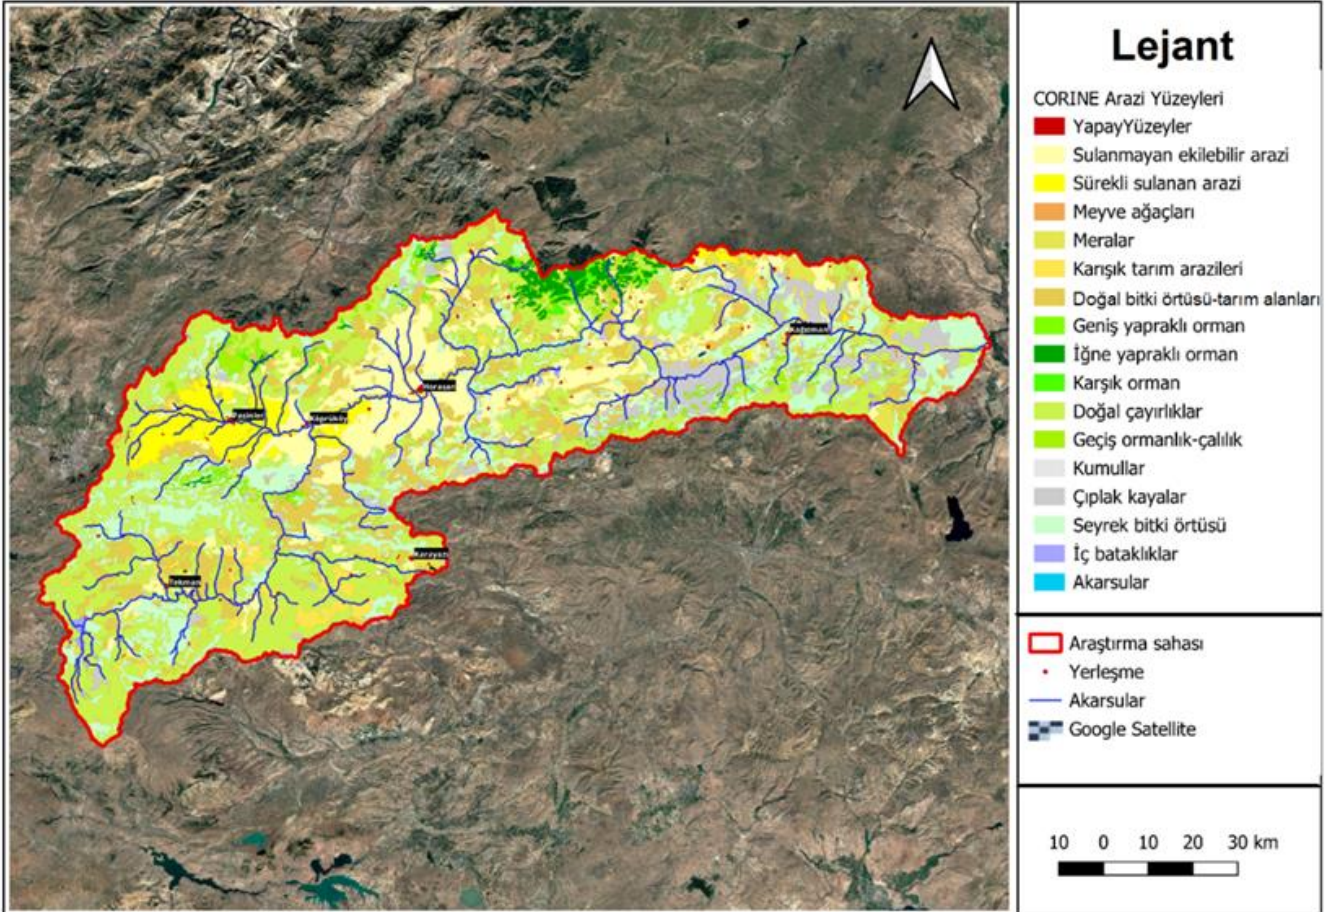 Lejant
CORINE Arazi Yüzeyleri
YapayYüzeyler
Sulanmayan ekilebilir arazi
Sürekli sulanan arazi
Meyve ağaçları
Meralar
Karışık tarım arazileri
Doğal bitki örtüsü-tarım alanları
Geniş yapraklı orman
İğne yapraklı orman
Karşık orman
Doğal çayırlıklar
Geçiş ormanlık-çalılık
Kumullar
Çıplak kayalar
Seyrek bitki örtüsü
İç bataklıklar
Akarsular
Araştırma sahası
Yerleşme
Akarsular
Google Satellite
10 0 10 20 30 km
Kağızman
Horasan
Pasinler
Köprüköy
Karayazı
Tekman